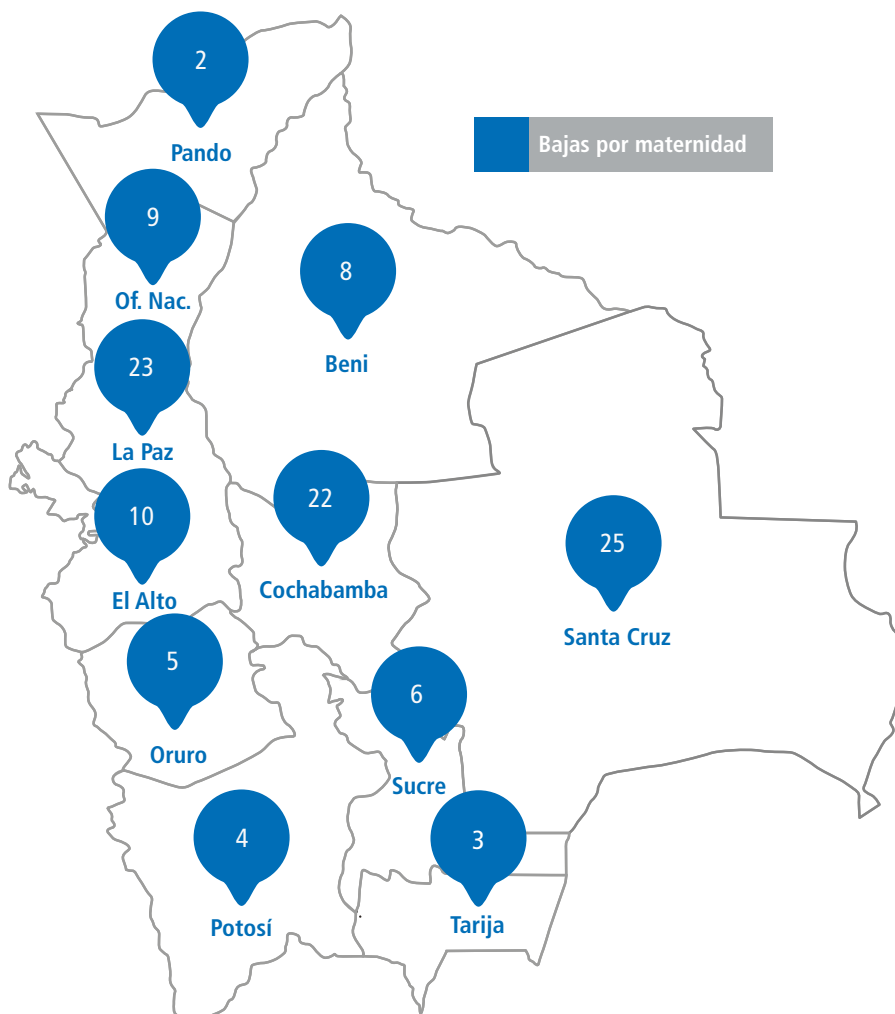 2
Pando
Bajas por maternidad
9
Of. Nac.
8
Beni
23
La Paz
22
Cochabamba
10
El Alto
25
Santa Cruz
5
Oruro
6
Sucre
4
Potosí
3
Tarija